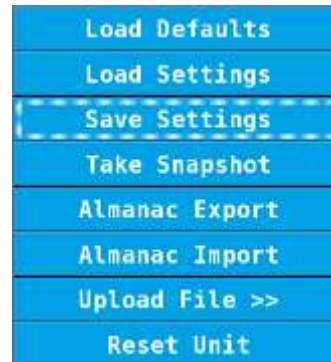 Load Defaults
Load Settings
Save Settings
Take Snapshot
Almanac Export
Almanac Import
Upload File >>
Reset Unit